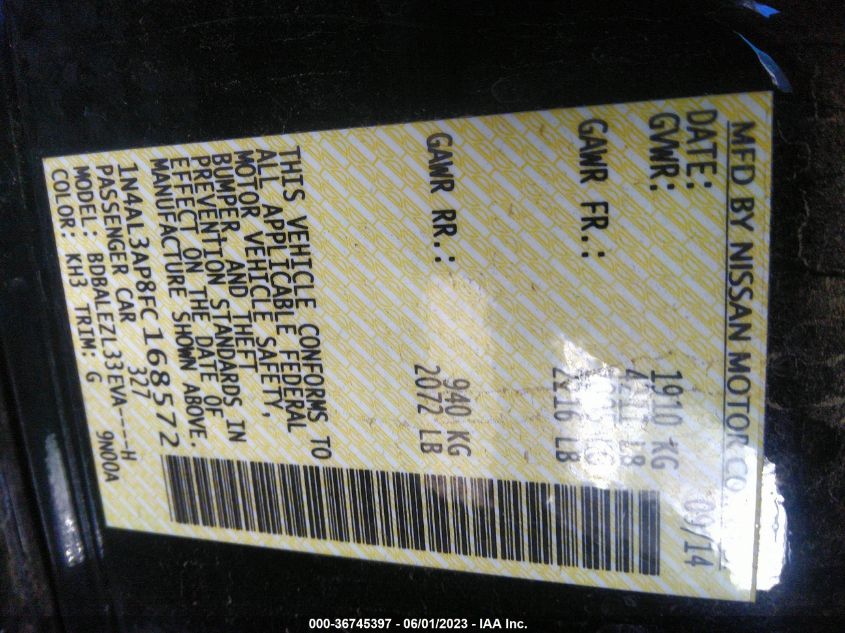 MFD BY NISSAN MOTOR CO
DATE: 09/14
GVWR: 1910 KG
LB
GAWR FR.: KG
LB
GAWR RR.: 940 KG
2072 LB
THIS VEHICLE CONFORMS TO
ALL APPLICABLE FEDERAL
MOTOR VEHICLE SAFETY,
BUMPER, AND THEFT
PREVENTION STANDARDS IN
EFFECT ON THE DATE OF
MANUFACTURE SHOWN ABOVE.
1N4AL3AP8FC168572
PASSENGER CAR 327
MODEL: BDBALEZL33EVA----H
COLOR: KH3 TRIM: G 9N00A
000-36745397 - 06/01/2023 - IAA Inc.